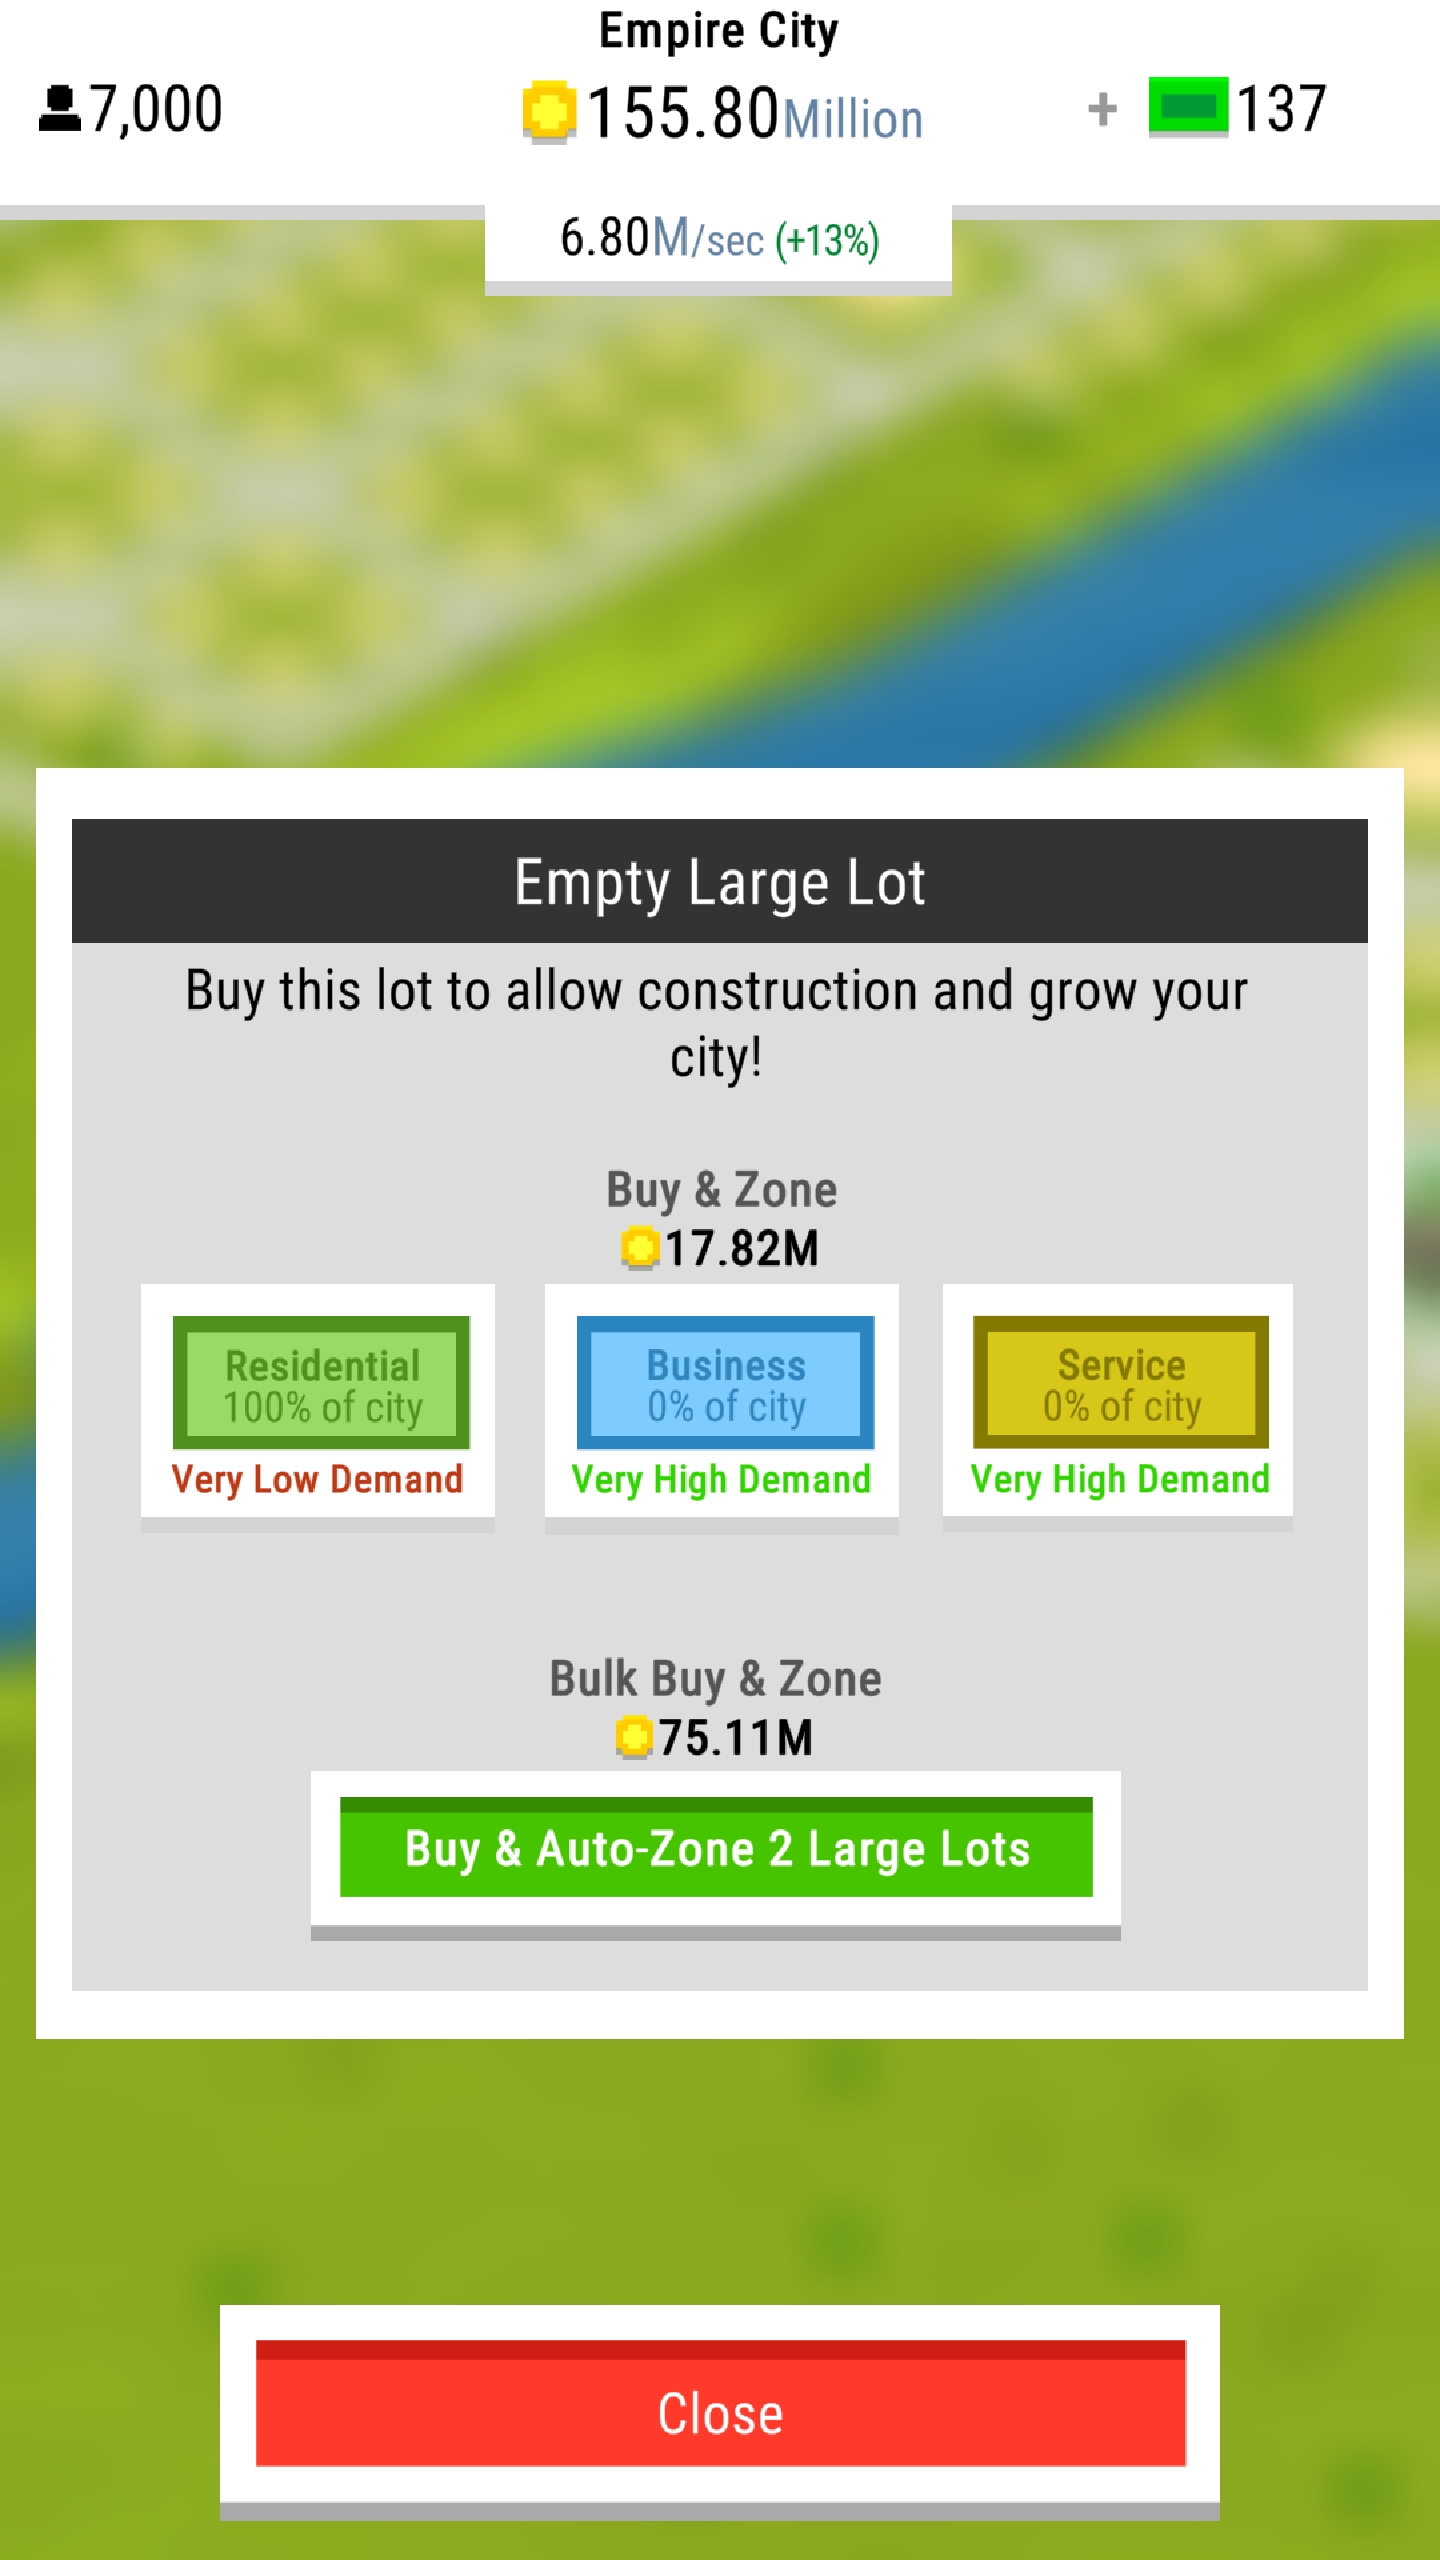 Empire City
7,000
155.80Million
+ 137
6.80M/sec (+13%)
Empty Large Lot
Buy this lot to allow construction and grow your
city!
Buy & Zone
17.82M
Residential
100% of city
Very Low Demand
Business
0% of city
Very High Demand
Service
0% of city
Very High Demand
Bulk Buy & Zone
75.11M
Buy & Auto-Zone 2 Large Lots
Close